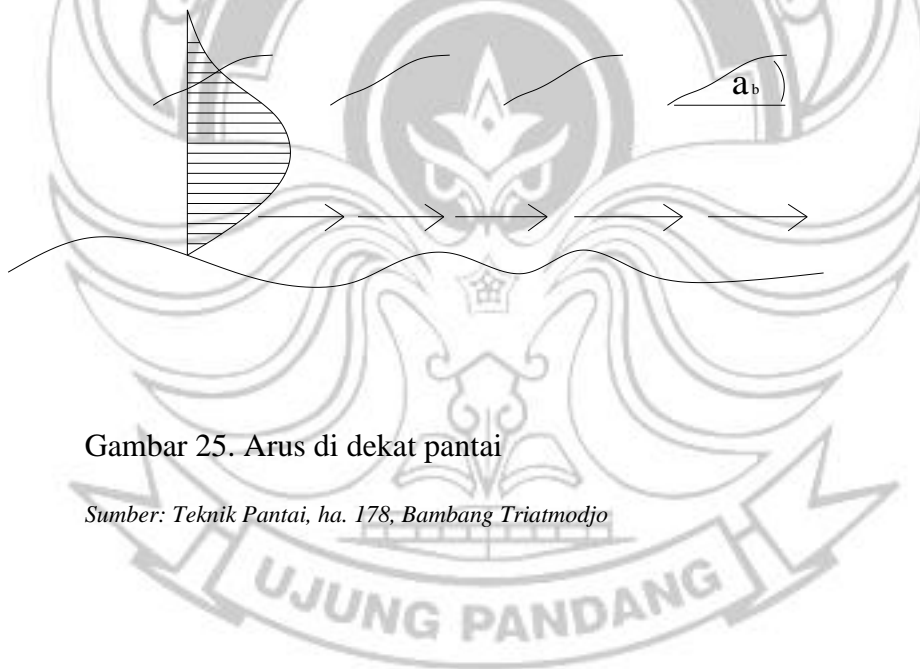 a b
Gambar 25. Arus di dekat pantai
Sumber: Teknik Pantai, ha. 178, Bambang Triatmodjo
UJUNG PANDANG